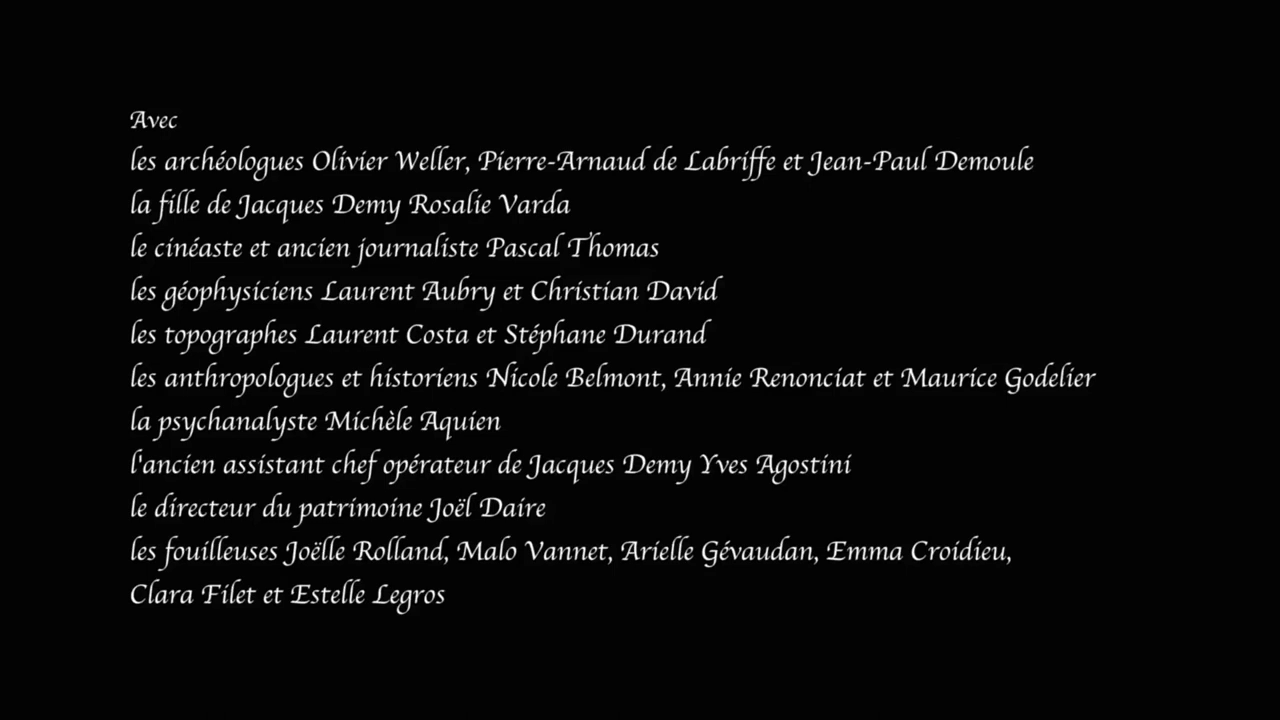 Avec
les archéologues Olivier Weller, Pierre-Arnaud de Labriffe et Jean-Paul Demoule
la fille de Jacques Demy Rosalie Varda
le cinéaste et ancien journaliste Pascal Thomas
les géophysiciens Laurent Aubry et Christian David
les topographes Laurent Costa et Stéphane Durand
les anthropologues et historiens Nicole Belmont, Annie Renonciat et Maurice Godelier
la psychanalyste Michèle Aquien
l'ancien assistant chef opérateur de Jacques Demy Yves Agostini
le directeur du patrimoine Joël Daire
les fouilleuses Joëlle Rolland, Malo Vannet, Arielle Gévaudan, Emma Croidieu,
Clara Filet et Estelle Legros